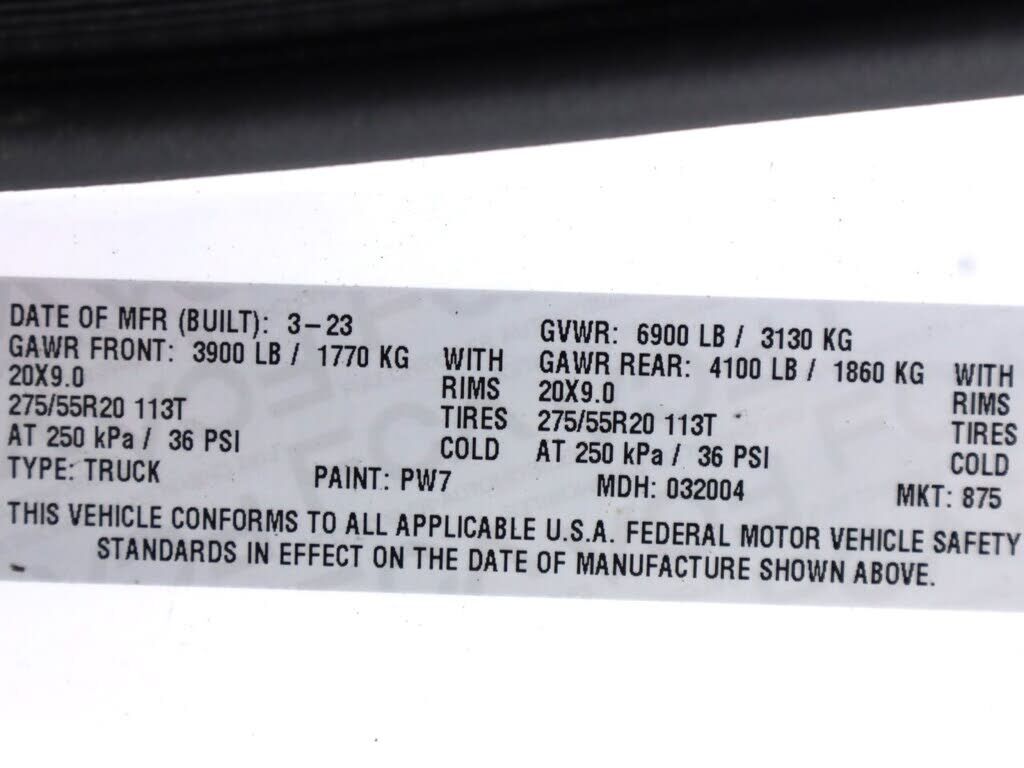 DATE OF MFR (BUILT): 3-23 GVWR: 6900 LB / 3130 KG
GAWR FRONT: 3900 LB / 1770 KG WITH GAWR REAR: 4100 LB / 1860 KG WITH
20X9.0 RIMS 20X9.0 RIMS
275/55R20 113T TIRES 275/55R20 113T TIRES
AT 250 kPa / 36 PSI COLD AT 250 kPa / 36 PSI COLD
TYPE: TRUCK PAINT: PW7 MDH: 032004 MKT: 875
THIS VEHICLE CONFORMS TO ALL APPLICABLE U.S.A. FEDERAL MOTOR VEHICLE SAFETY
STANDARDS IN EFFECT ON THE DATE OF MANUFACTURE SHOWN ABOVE.